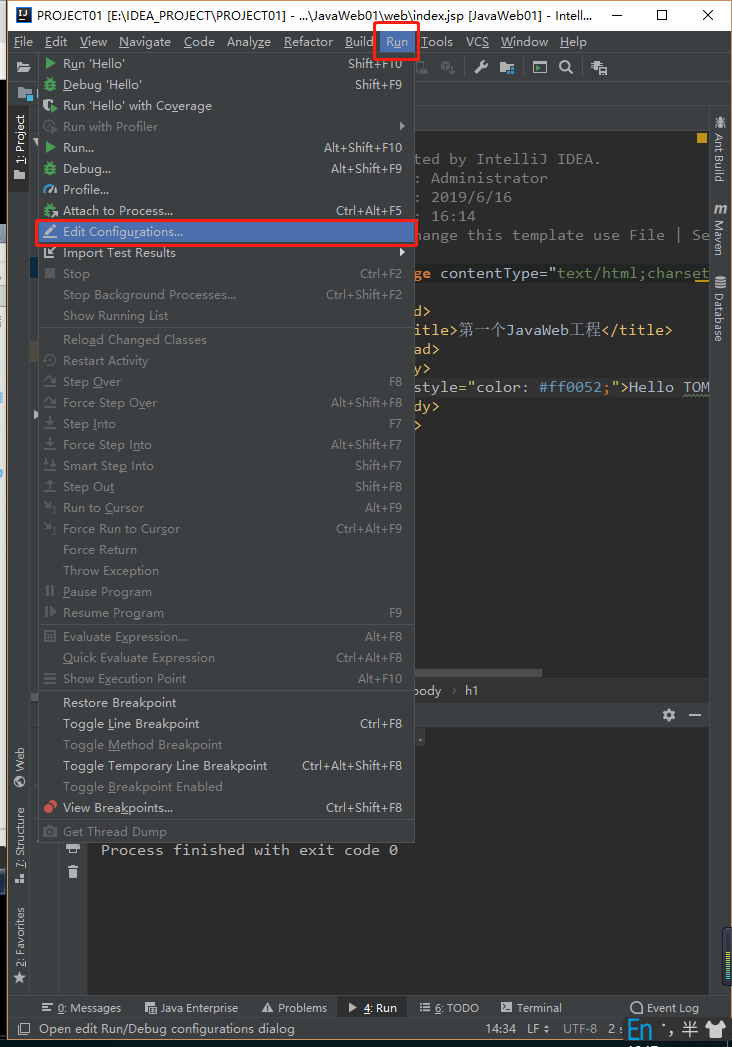 PROJECT01 [E:\IDEA_PROJECT\PROJECT01] - ...\JavaWeb01\web\index.jsp [JavaWeb01] - Intell...
File Edit View Navigate Code Analyze Refactor Build Run Tools VCS Window Help
Run 'Hello' Shift+F10
Debug 'Hello' Shift+F9
Run 'Hello' with Coverage
Run with Profiler
Run... Alt+Shift+F10
Debug... Alt+Shift+F9
Profile...
Attach to Process... Ctrl+Alt+F5
Edit Configurations...
Import Test Results
Stop Ctrl+F2
Stop Background Processes... Ctrl+Shift+F2
Show Running List
Reload Changed Classes
Restart Activity
Step Over F8
Force Step Over Alt+Shift+F8
Step Into F7
Force Step Into Alt+Shift+F7
Smart Step Into Shift+F7
Step Out Shift+F8
Run to Cursor Alt+F9
Force Run to Cursor Ctrl+Alt+F9
Force Return
Throw Exception
Pause Program
Resume Program F9
Evaluate Expression... Alt+F8
Quick Evaluate Expression Ctrl+Alt+F8
Show Execution Point Alt+F10
Restore Breakpoint
Toggle Line Breakpoint Ctrl+F8
Toggle Method Breakpoint
Toggle Temporary Line Breakpoint Ctrl+Alt+Shift+F8
Toggle Breakpoint Enabled
View Breakpoints... Ctrl+Shift+F8
Get Thread Dump
1: Project
Web
7: Structure
2: Favorites
ted by IntelliJ IDEA.
: Administrator
: 2019/6/16
: 16:14
hange this template use File | Se
ge contentType="text/html;charset
d>
itle>第一个JavaWeb工程</title>
ad>
y>
style="color: #ff0052;">Hello TOM
dy>
>
body › h1
Ant Build
m Maven
Database
.
Process finished with exit code 0
0: Messages Java Enterprise Problems 4: Run 6: TODO Terminal Event Log
Open edit Run/Debug configurations dialog 14:34 LF UTF-8 2 s
En 半